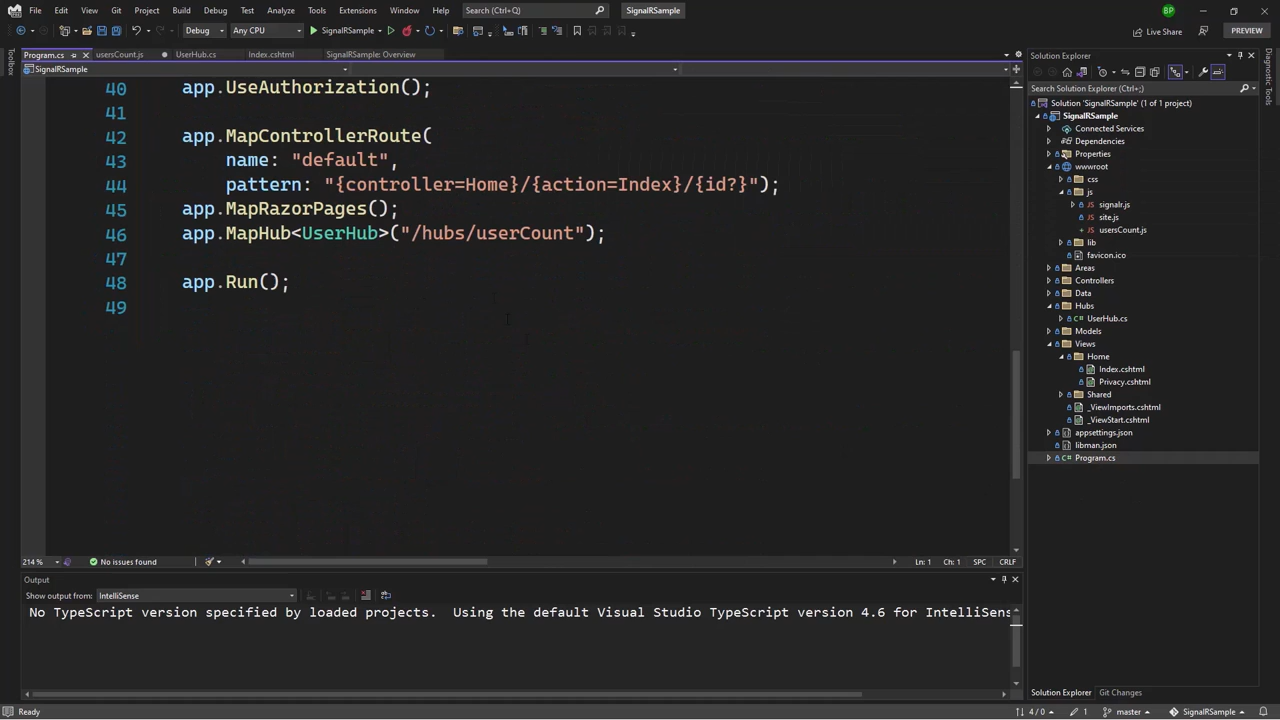 File Edit View Git Project Build Debug Test Analyze Tools Extensions Window Help Search (Ctrl+Q) SignalRSample BP
Debug Any CPU SignalRSample Live Share PREVIEW
Program.cs usersCount.js UserHub.cs Index.cshtml SignalRSample: Overview
SignalRSample
40 app.UseAuthorization();
41
42 app.MapControllerRoute(
43 name: "default",
44 pattern: "{controller=Home}/{action=Index}/{id?}");
45 app.MapRazorPages();
46 app.MapHub<UserHub>("/hubs/userCount");
47
48 app.Run();
49
214 % No issues found Ln: 1 Ch: 1 SPC CRLF
Output
Show output from: IntelliSense
No TypeScript version specified by loaded projects. Using the default Visual Studio TypeScript version 4.6 for IntelliSens
Toolbox
Solution Explorer
Search Solution Explorer (Ctrl+;)
Solution 'SignalRSample' (1 of 1 project)
SignalRSample
Connected Services
Dependencies
Properties
wwwroot
css
js
signalr.js
site.js
usersCount.js
lib
favicon.ico
Areas
Controllers
Data
Hubs
UserHub.cs
Models
Views
Home
Index.cshtml
Privacy.cshtml
Shared
_ViewImports.cshtml
_ViewStart.cshtml
appsettings.json
libman.json
Program.cs
Solution Explorer Git Changes
Diagnostic Tools
Ready 4 / 0 1 master SignalRSample